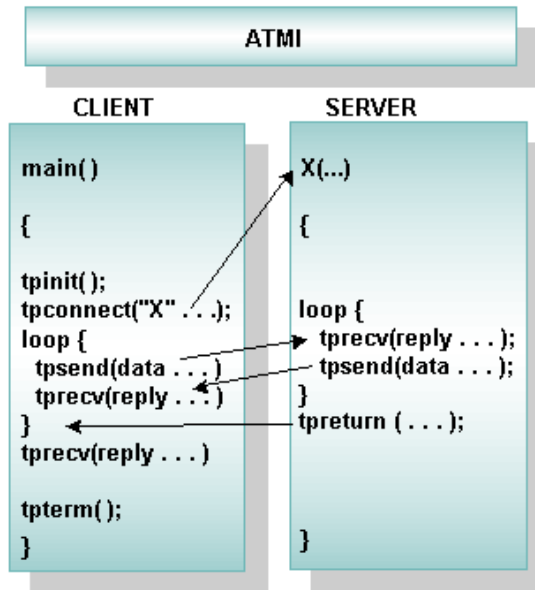 ATMI
CLIENT
main( )
{
tpinit( );
tpconnect("X" . . .);
loop {
tpsend(data . . . )
tprecv(reply . . . )
}
tprecv(reply . . . )
tpterm( );
}
SERVER
X(...)
{
loop {
tprecv(reply . . . );
tpsend(data . . . );
}
tpreturn ( . . . );
}